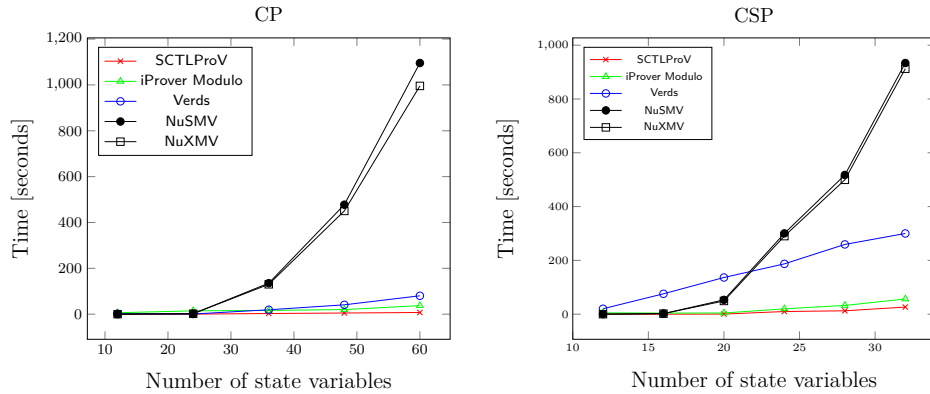 CP
1,200
1,000
800
600
400
200
0
10
20
30
40
50
60
Time [seconds]
Number of state variables
SCTLProV
iProver Modulo
Verds
NuSMV
NuXMV
CSP
1,000
800
600
400
200
0
10
15
20
25
30
Time [seconds]
Number of state variables
SCTLProV
iProver Modulo
Verds
NuSMV
NuXMV